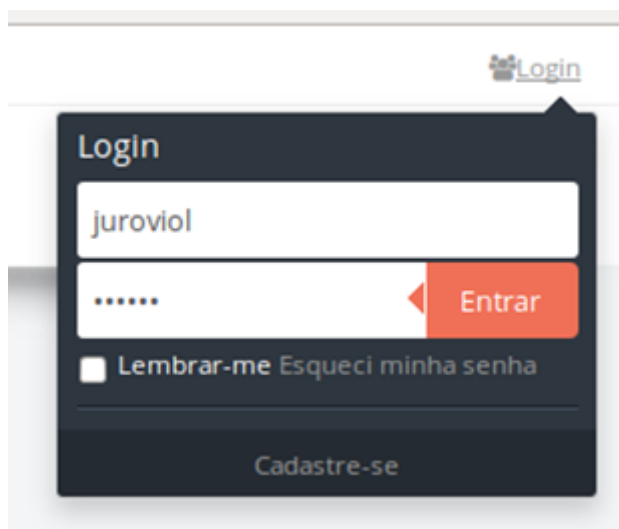 Login
Login
juroviol
••••••
Entrar
Lembrar-me Esqueci minha senha
Cadastre-se